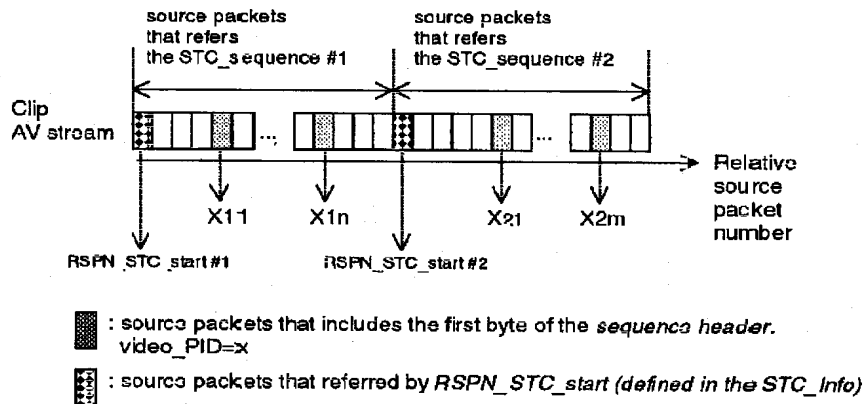 source packets
that refers
the STC_sequence #1
source packets
that refers
the STC_sequence #2
Clip
AV stream
...
...
Relative
source
packet
number
X11
X1n
X21
X2m
RSPN_STC_start#1
RSPN_STC_start#2
: source packets that includes the first byte of the sequence header.
video_PID=x
: source packets that referred by RSPN_STC_start (defined in the STC_Info)